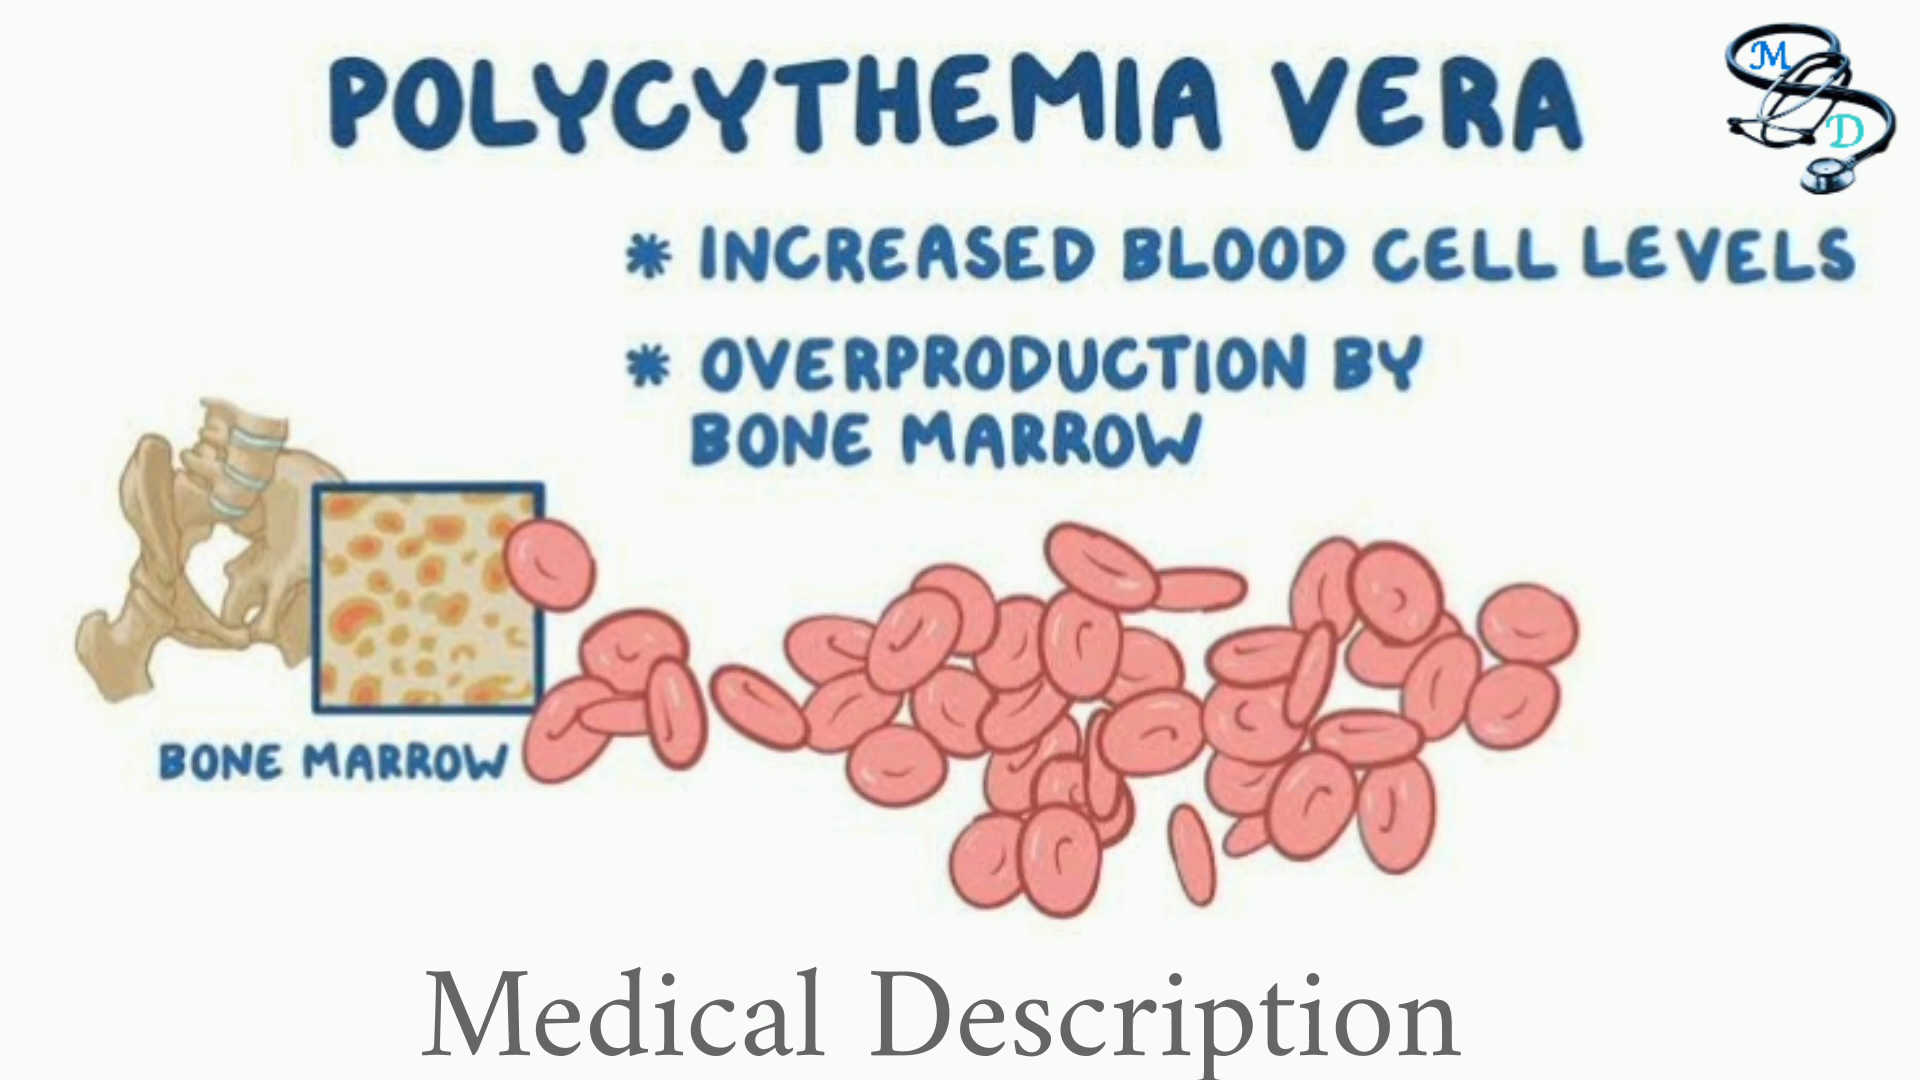 POLYCYTHEMIA VERA
M
D
* INCREASED BLOOD CELL LEVELS
* OVERPRODUCTION BY
BONE MARROW
BONE MARROW
Medical Description